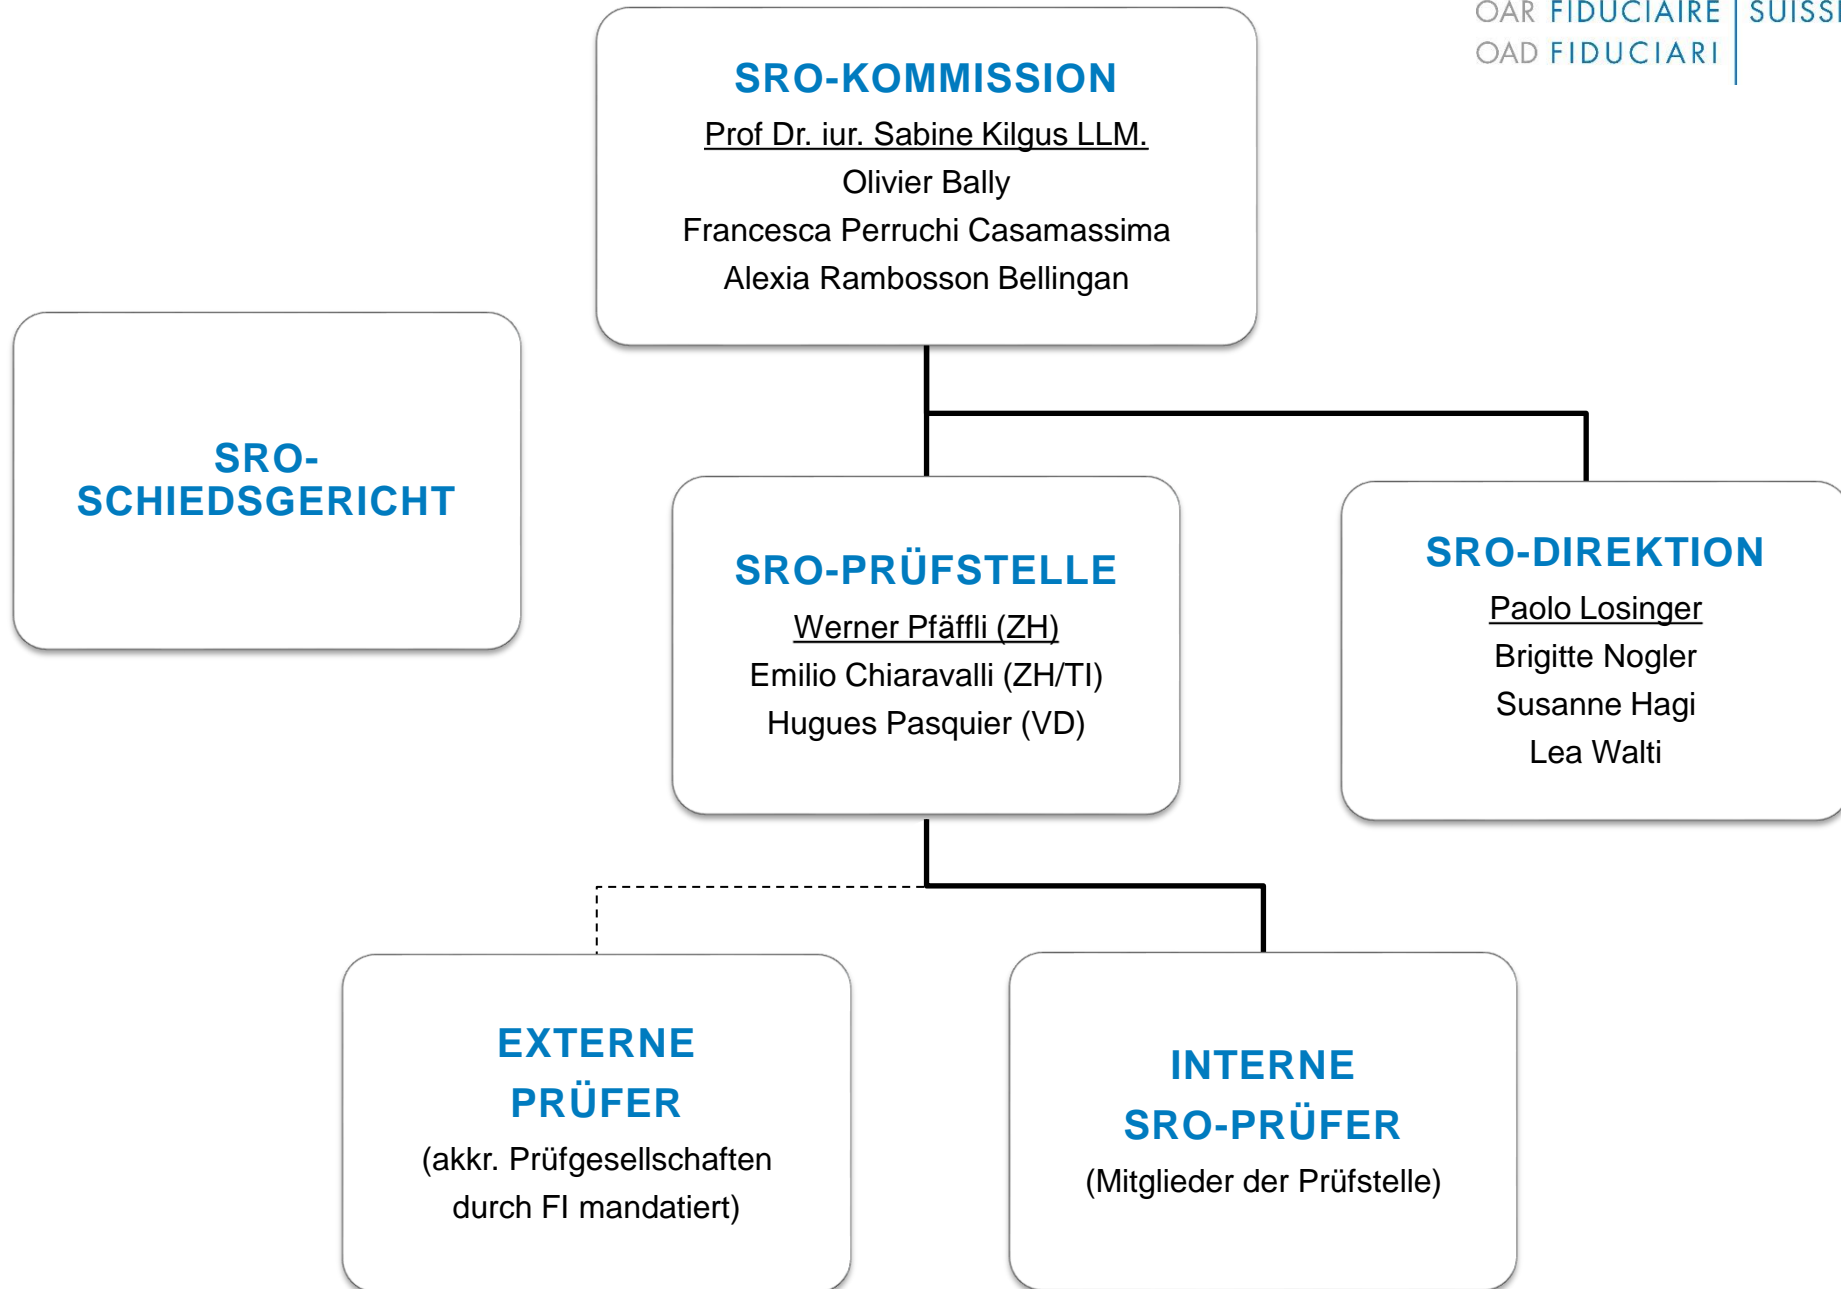 OAR FIDUCIAIRE SUISSE
OAD FIDUCIARI
SRO-KOMMISSION
Prof Dr. iur. Sabine Kilgus LLM.
Olivier Bally
Francesca Perruchi Casamassima
Alexia Rambosson Bellingan
SRO-
SCHIEDSGERICHT
SRO-PRÜFSTELLE
Werner Pfäffli (ZH)
Emilio Chiaravalli (ZH/TI)
Hugues Pasquier (VD)
SRO-DIREKTION
Paolo Losinger
Brigitte Nogler
Susanne Hagi
Lea Walti
EXTERNE
PRÜFER
(akkr. Prüfgesellschaften
durch FI mandatiert)
INTERNE
SRO-PRÜFER
(Mitglieder der Prüfstelle)